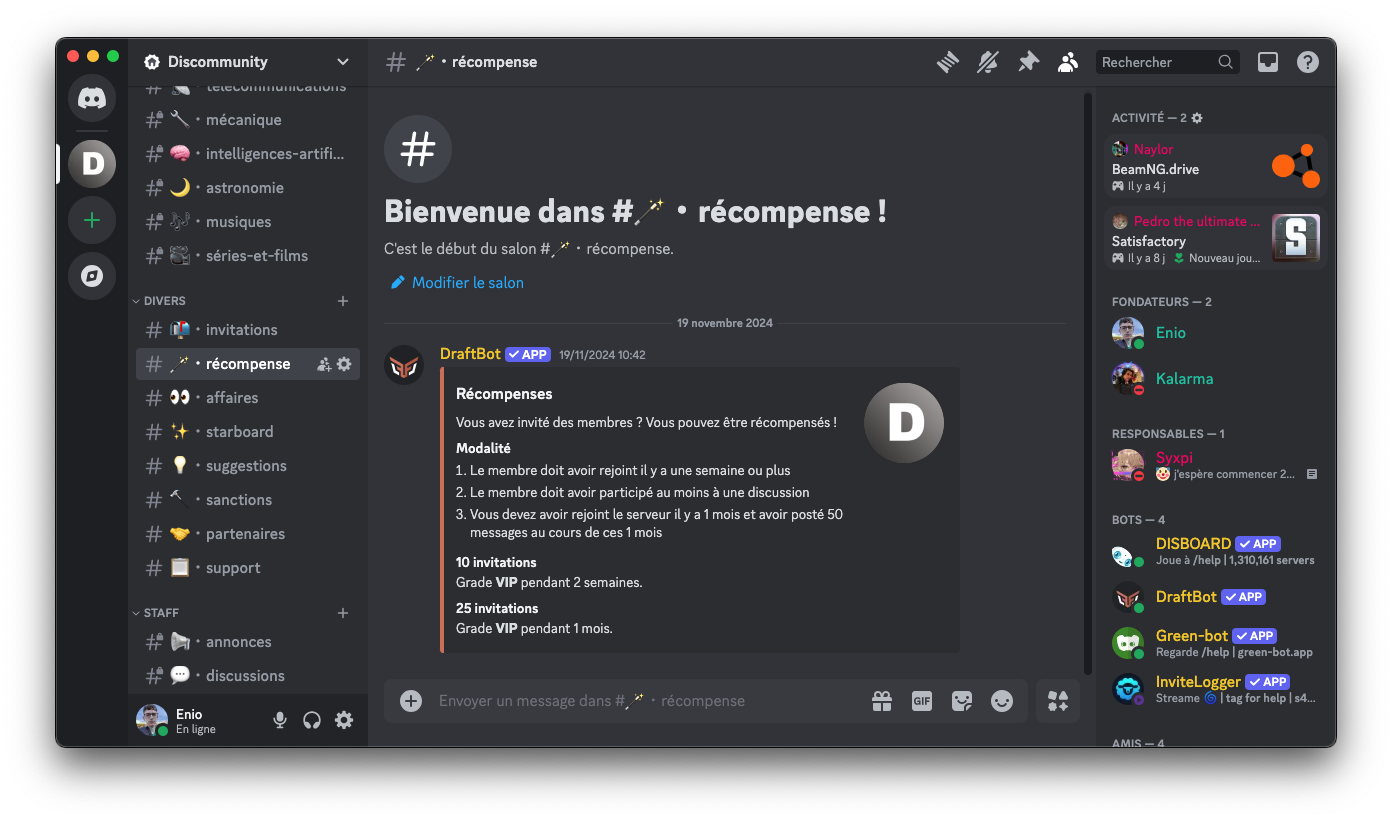 Discommunity
télécommunications
mécanique
intelligences-artifi...
astronomie
musiques
séries-et-films
DIVERS
invitations
récompense
affaires
starboard
suggestions
sanctions
partenaires
support
STAFF
annonces
discussions
Enio
En ligne
# 🪄・récompense
Rechercher
Bienvenue dans #🪄・récompense !
C'est le début du salon #🪄・récompense.
Modifier le salon
19 novembre 2024
DraftBot ✓ APP 19/11/2024 10:42
Récompenses
Vous avez invité des membres ? Vous pouvez être récompensés !
Modalité
1. Le membre doit avoir rejoint il y a une semaine ou plus
2. Le membre doit avoir participé au moins à une discussion
3. Vous devez avoir rejoint le serveur il y a 1 mois et avoir posté 50
messages au cours de ces 1 mois
10 invitations
Grade VIP pendant 2 semaines.
25 invitations
Grade VIP pendant 1 mois.
D
Envoyer un message dans #🪄・récompense
GIF
ACTIVITÉ — 2
Naylor
BeamNG.drive
Il y a 4 j
Pedro the ultimate ...
Satisfactory
Il y a 8 j Nouveau jou...
S
FONDATEURS — 2
Enio
Kalarma
RESPONSABLES — 1
Syxpi
🤡 j'espère commencer 2...
BOTS — 4
DISBOARD ✓ APP
Joue à /help | 1,310,161 servers
DraftBot ✓ APP
Green-bot ✓ APP
Regarde /help | green-bot.app
InviteLogger ✓ APP
Streame 🌀 | tag for help | s4...
AMIS — 4
D